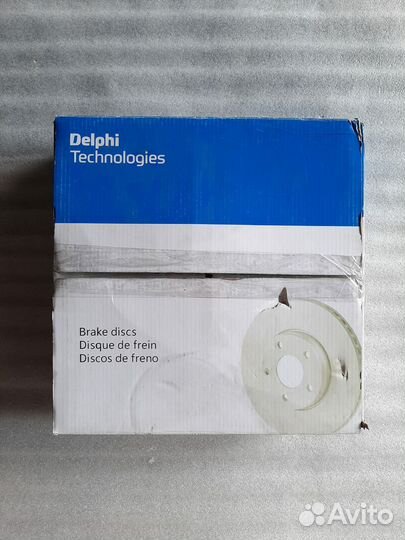 Delphi
Technologies
Brake discs
Disque de frein
Discos de freno
Avito